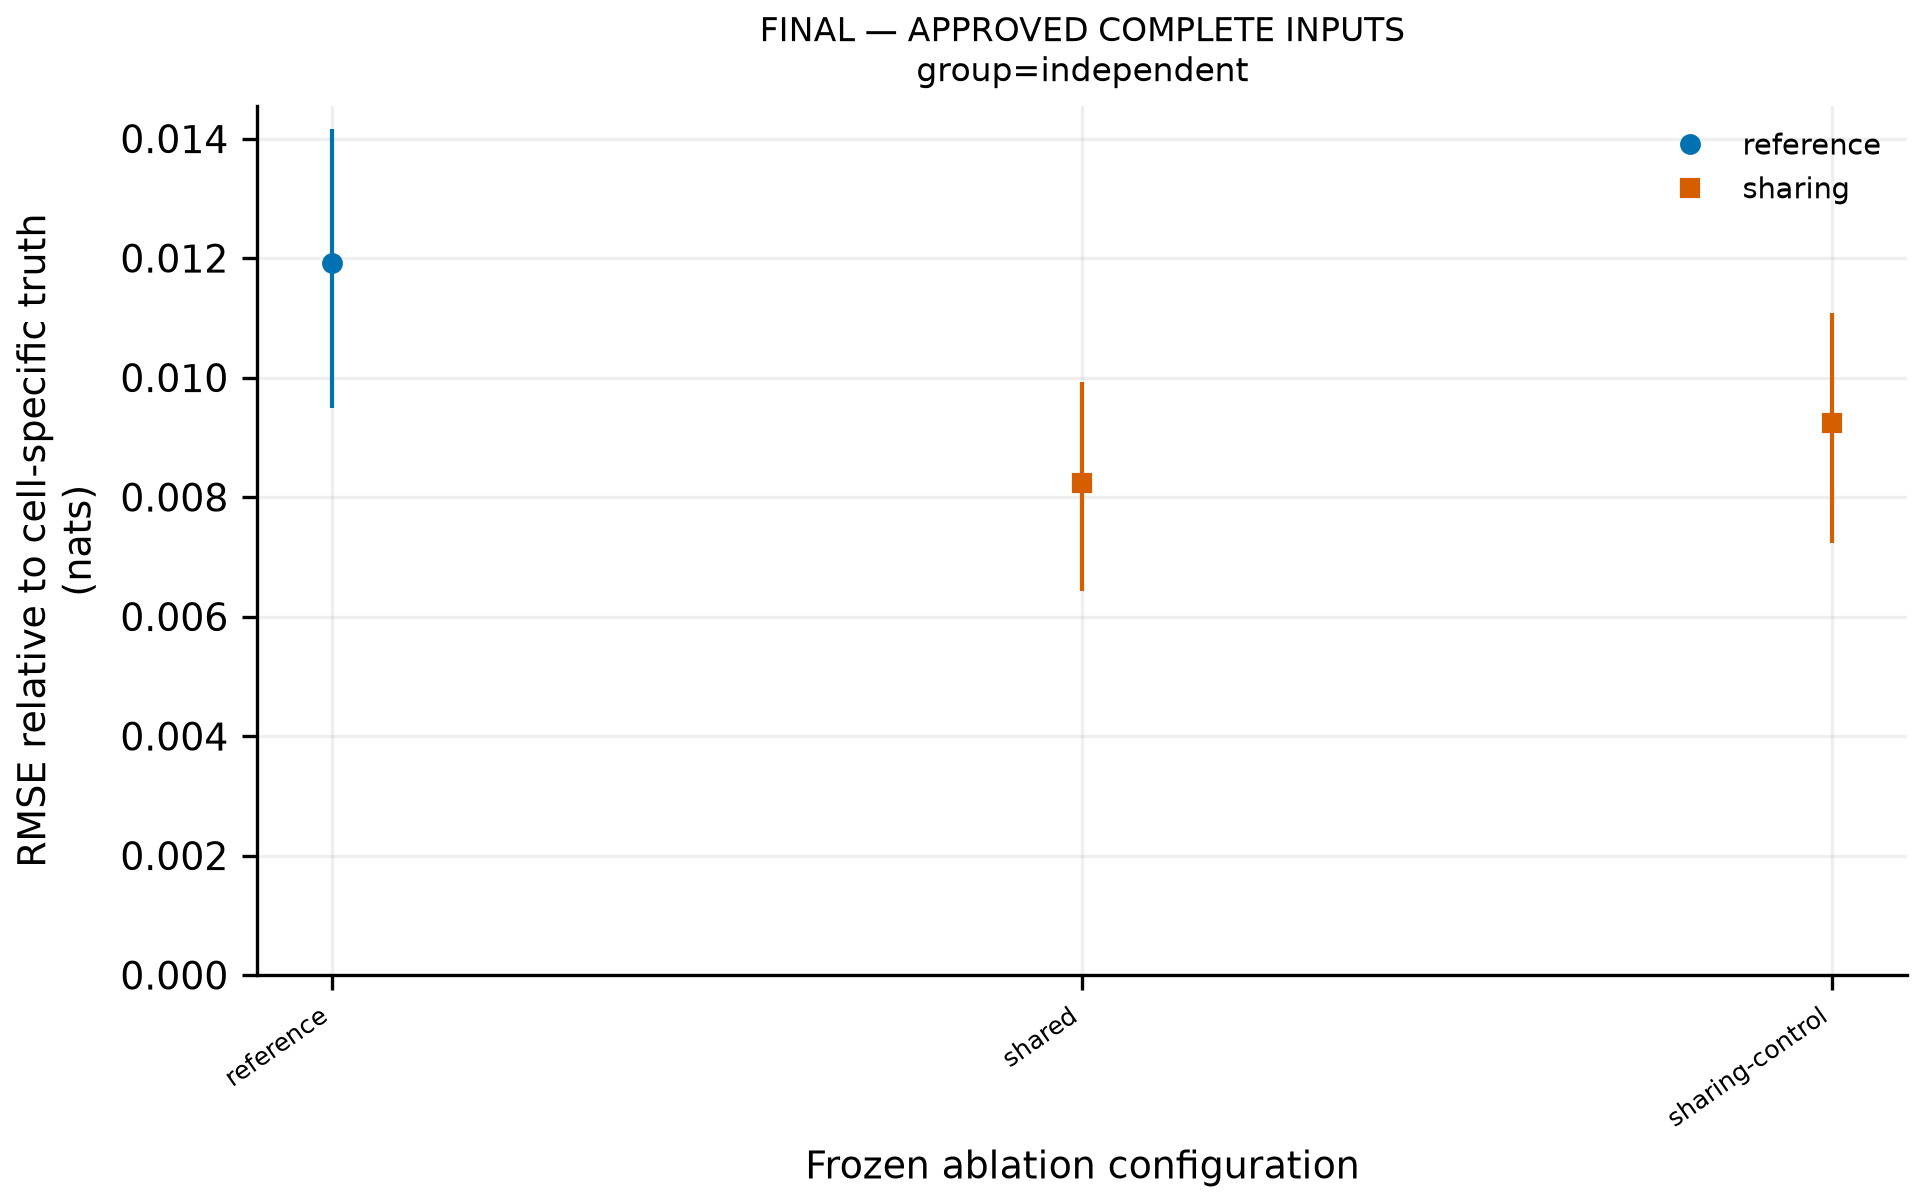 FINAL — APPROVED COMPLETE INPUTS
group=independent
RMSE relative to cell-specific truth
(nats)
0.014
0.012
0.010
0.008
0.006
0.004
0.002
0.000
reference
sharing
reference
shared
sharing-control
Frozen ablation configuration